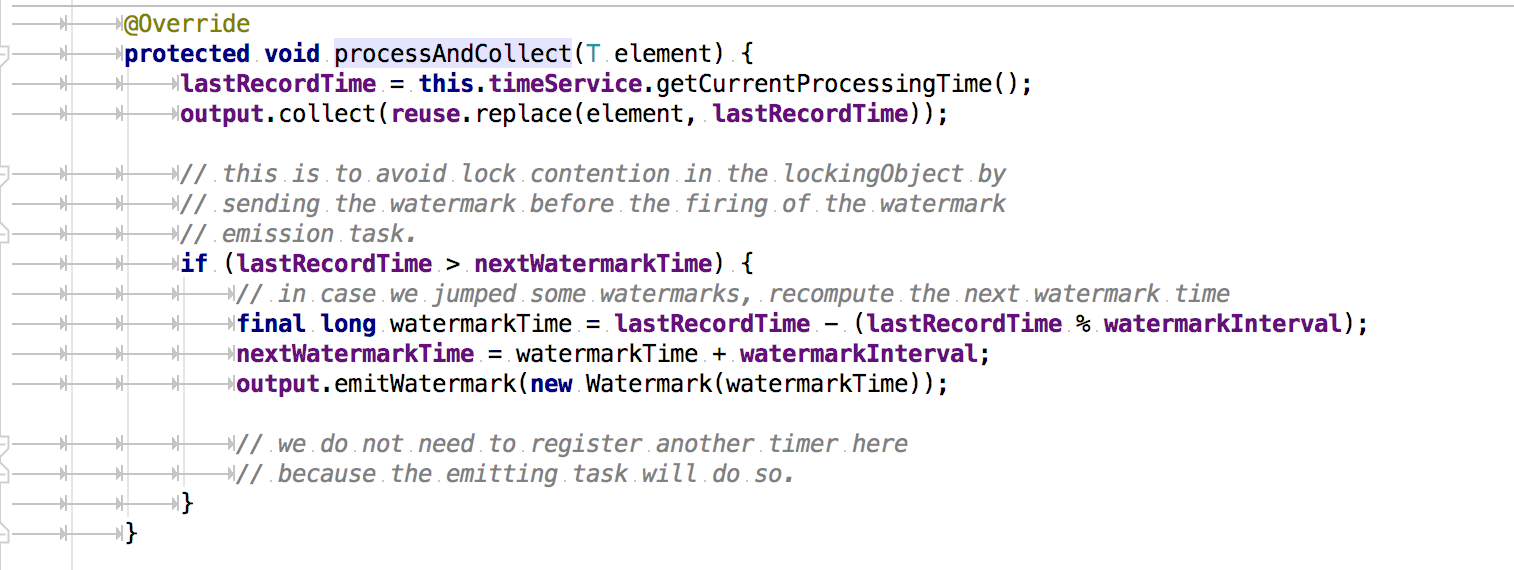 @Override
protected void processAndCollect(T element) {
lastRecordTime = this.timeService.getCurrentProcessingTime();
output.collect(reuse.replace(element, lastRecordTime));
// this is to avoid lock contention in the lockingObject by
// sending the watermark before the firing of the watermark
// emission task.
if (lastRecordTime > nextWatermarkTime) {
// in case we jumped some watermarks, recompute the next watermark time
final long watermarkTime = lastRecordTime - (lastRecordTime % watermarkInterval);
nextWatermarkTime = watermarkTime + watermarkInterval;
output.emitWatermark(new Watermark(watermarkTime));
// we do not need to register another timer here
// because the emitting task will do so.
}
}